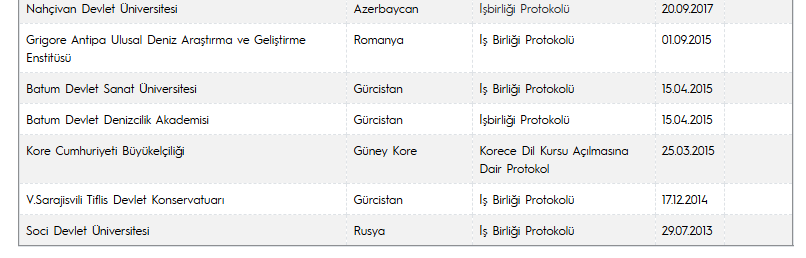 Nahçivan Devlet Üniversitesi Azerbaycan İşbirliği Protokolü 20.09.2017
Grigore Antipa Ulusal Deniz Araştırma ve Geliştirme Romanya İş Birliği Protokolü 01.09.2015
Enstitüsü
Batum Devlet Sanat Üniversitesi Gürcistan İş Birliği Protokolü 15.04.2015
Batum Devlet Denizcilik Akademisi Gürcistan İşbirliği Protokolü 15.04.2015
Kore Cumhuriyeti Büyükelçiliği Güney Kore Korece Dil Kursu Açılmasına 25.03.2015
Dair Protokol
V.Sarajisvili Tiflis Devlet Konservatuarı Gürcistan İş Birliği Protokolü 17.12.2014
Soci Devlet Üniversitesi Rusya İş Birliği Protokolü 29.07.2013